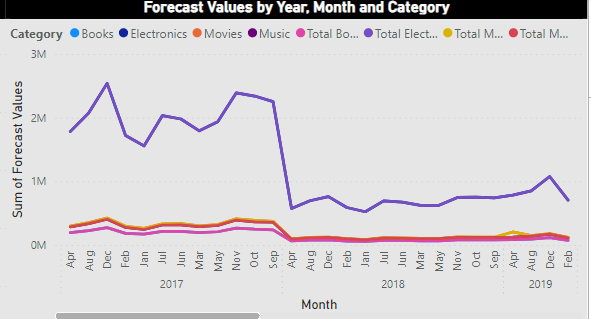 Forecast Values by Year, Month and Category
Category Books Electronics Movies Music Total Bo... Total Elect... Total M... Total M...
3M
2M
1M
0M
Sum of Forecast Values
Apr Aug Dec Feb Jan Jul Jun Mar May Nov Oct Sep Apr Aug Dec Feb Jan Jul Jun Mar May Nov Oct Sep Apr Aug Dec Feb
2017 2018 2019
Month